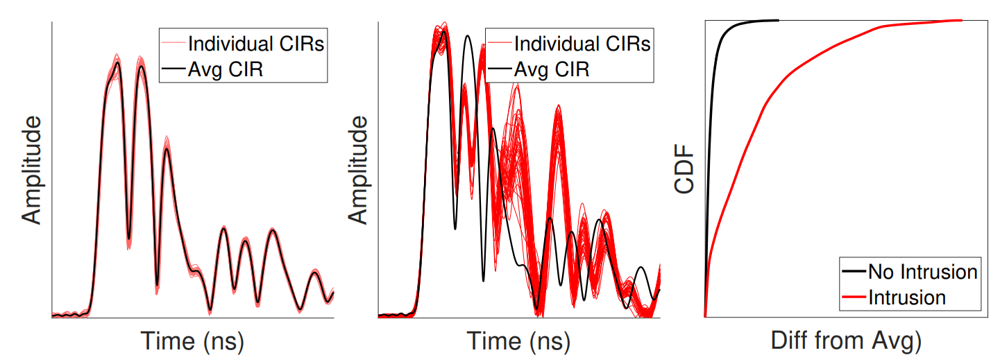 Individual CIRs
Avg CIR
Amplitude
Time (ns)
Individual CIRs
Avg CIR
Amplitude
Time (ns)
CDF
No Intrusion
Intrusion
Diff from Avg)